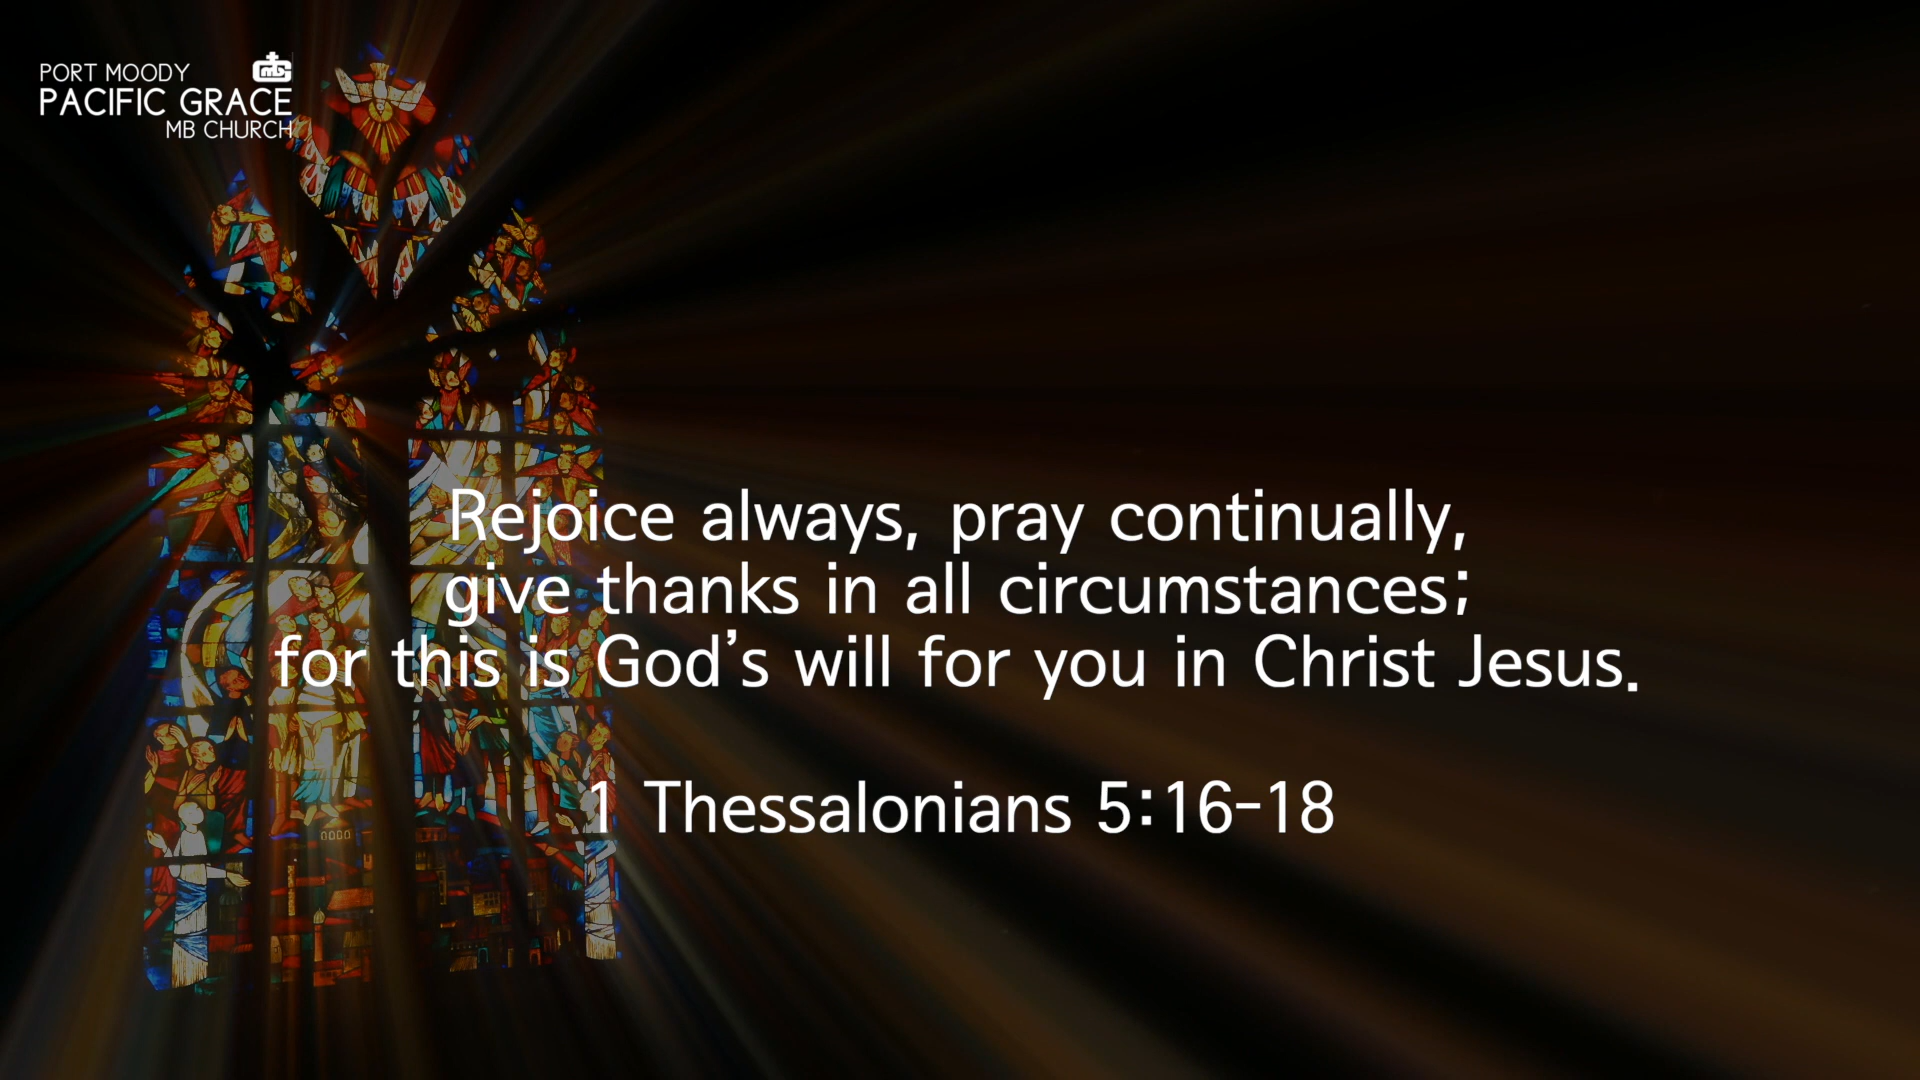 PORT MOODY
PACIFIC GRACE
MB CHURCH
Rejoice always, pray continually,
give thanks in all circumstances;
for this is God's will for you in Christ Jesus.
1 Thessalonians 5:16-18